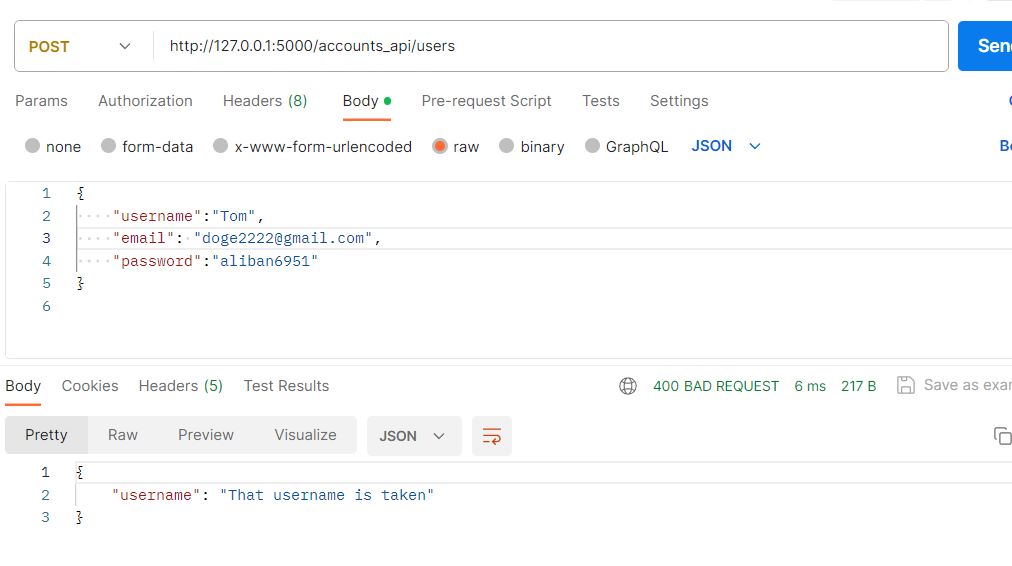 POST http://127.0.0.1:5000/accounts_api/users Sen
Params Authorization Headers (8) Body Pre-request Script Tests Settings
none form-data x-www-form-urlencoded raw binary GraphQL JSON
1 {
2 "username":"Tom",
3 "email": "doge2222@gmail.com",
4 "password":"aliban6951"
5 }
6
Body Cookies Headers (5) Test Results 400 BAD REQUEST 6 ms 217 B Save as exam
Pretty Raw Preview Visualize JSON
1 {
2 "username": "That username is taken"
3 }